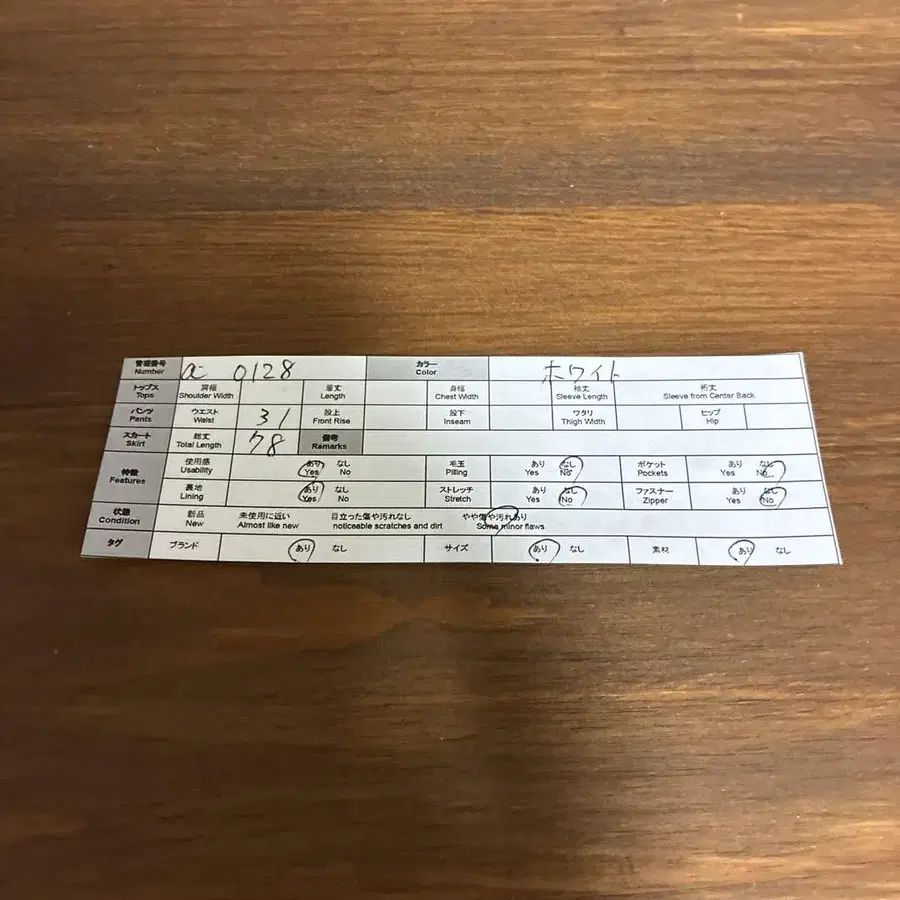 管理番号 a- 0128 カラー ホワイト
Number Color
トップス 肩幅 着丈 身幅 袖丈 裄丈
Tops Shoulder Width Length Chest Width Sleeve Length Sleeve from Center Back
パンツ ウエスト 31 股上 股下 ワタリ ヒップ
Pants Waist Front Rise Inseam Thigh Width Hip
スカート 総丈 78 備考
Skirt Total Length Remarks
特徴 使用感 あり なし 毛玉 あり なし ポケット あり なし
Features Usability Yes No Pilling Yes No Pockets Yes No
裏地 あり なし ストレッチ あり なし ファスナー あり なし
Lining Yes No Stretch Yes No Zipper Yes No
状態 新品 未使用に近い 目立った傷や汚れなし やや傷や汚れあり
Condition New Almost like new noticeable scratches and dirt Some minor flaws
タグ ブランド あり なし サイズ あり なし 素材 あり なし